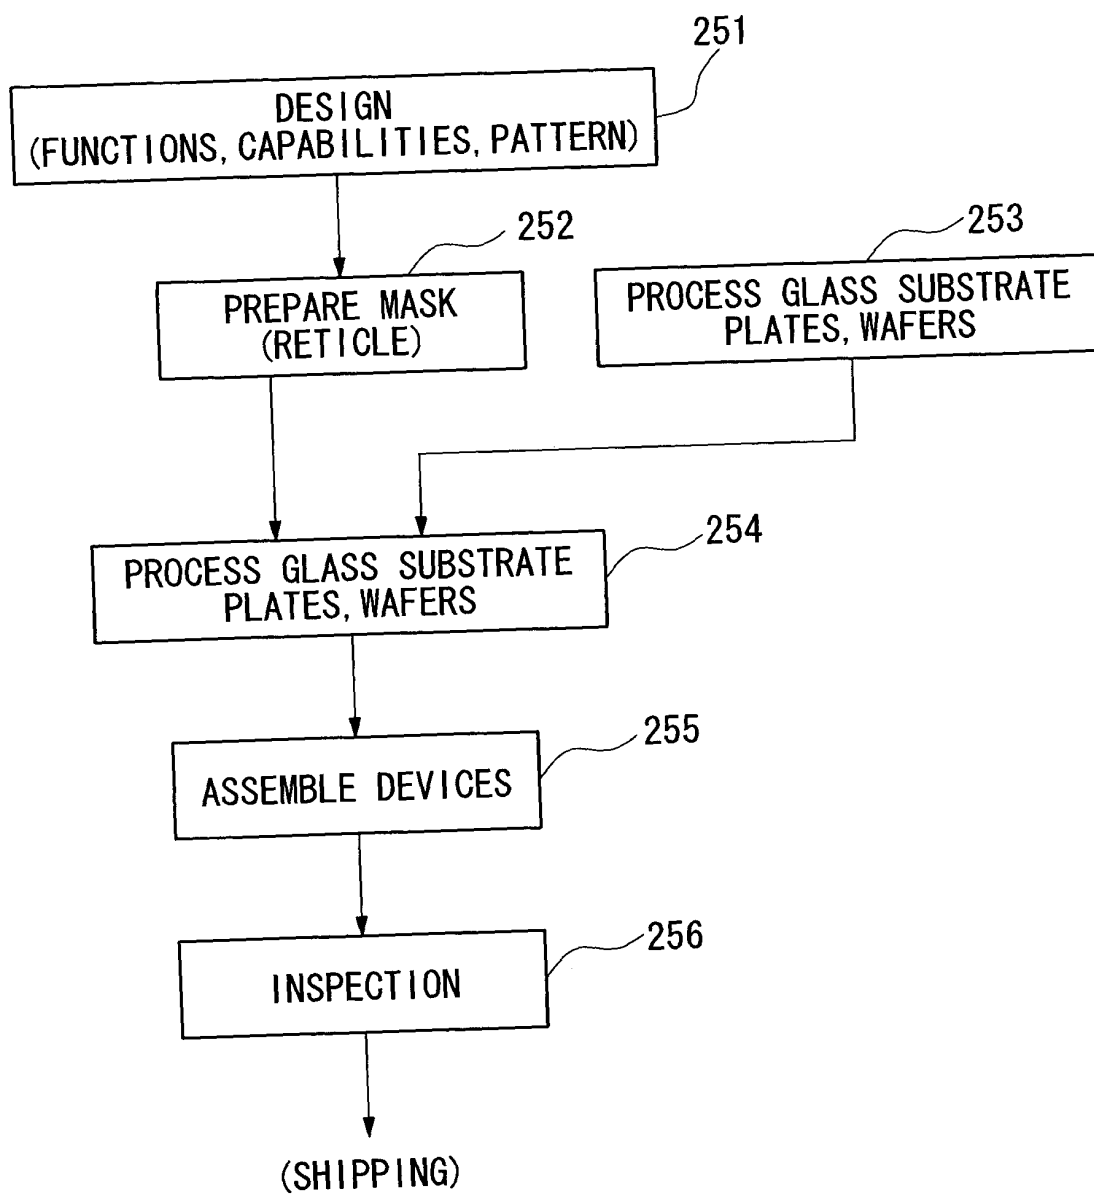 251
DESIGN
(FUNCTIONS, CAPABILITIES, PATTERN)
252
PREPARE MASK
(RETICLE)
253
PROCESS GLASS SUBSTRATE
PLATES, WAFERS
254
PROCESS GLASS SUBSTRATE
PLATES, WAFERS
255
ASSEMBLE DEVICES
256
INSPECTION
(SHIPPING)